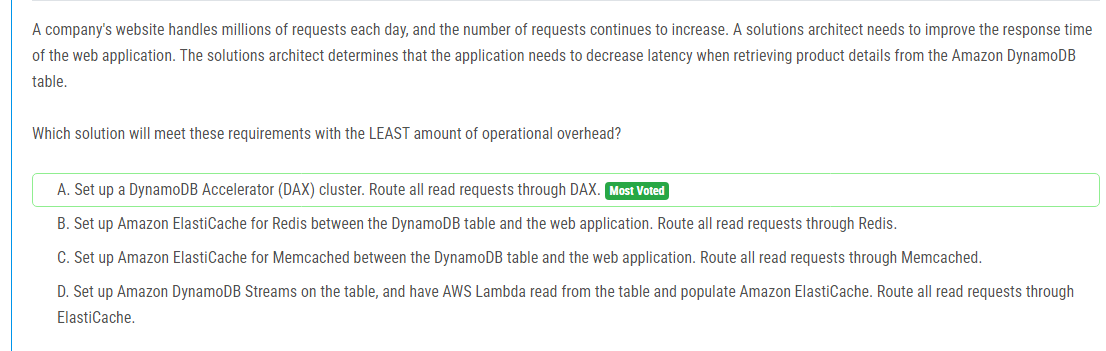 A company's website handles millions of requests each day, and the number of requests continues to increase. A solutions architect needs to improve the response time
of the web application. The solutions architect determines that the application needs to decrease latency when retrieving product details from the Amazon DynamoDB
table.
Which solution will meet these requirements with the LEAST amount of operational overhead?
A. Set up a DynamoDB Accelerator (DAX) cluster. Route all read requests through DAX. Most Voted
B. Set up Amazon ElastiCache for Redis between the DynamoDB table and the web application. Route all read requests through Redis.
C. Set up Amazon ElastiCache for Memcached between the DynamoDB table and the web application. Route all read requests through Memcached.
D. Set up Amazon DynamoDB Streams on the table, and have AWS Lambda read from the table and populate Amazon ElastiCache. Route all read requests through
ElastiCache.